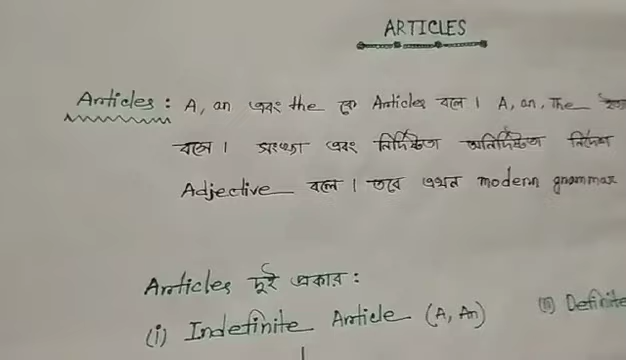 ARTICLES
Articles : A, an এবং the কে Articles বলে । A, an, The
বলে । সংখ্যা এবং নির্দিষ্টতা অনির্দিষ্টতা নির্দেশ
Adjective বলে । তবে এখন modern grammar
Articles দুই প্রকার :
(i) Indefinite Article (A, An) (ii) Definite